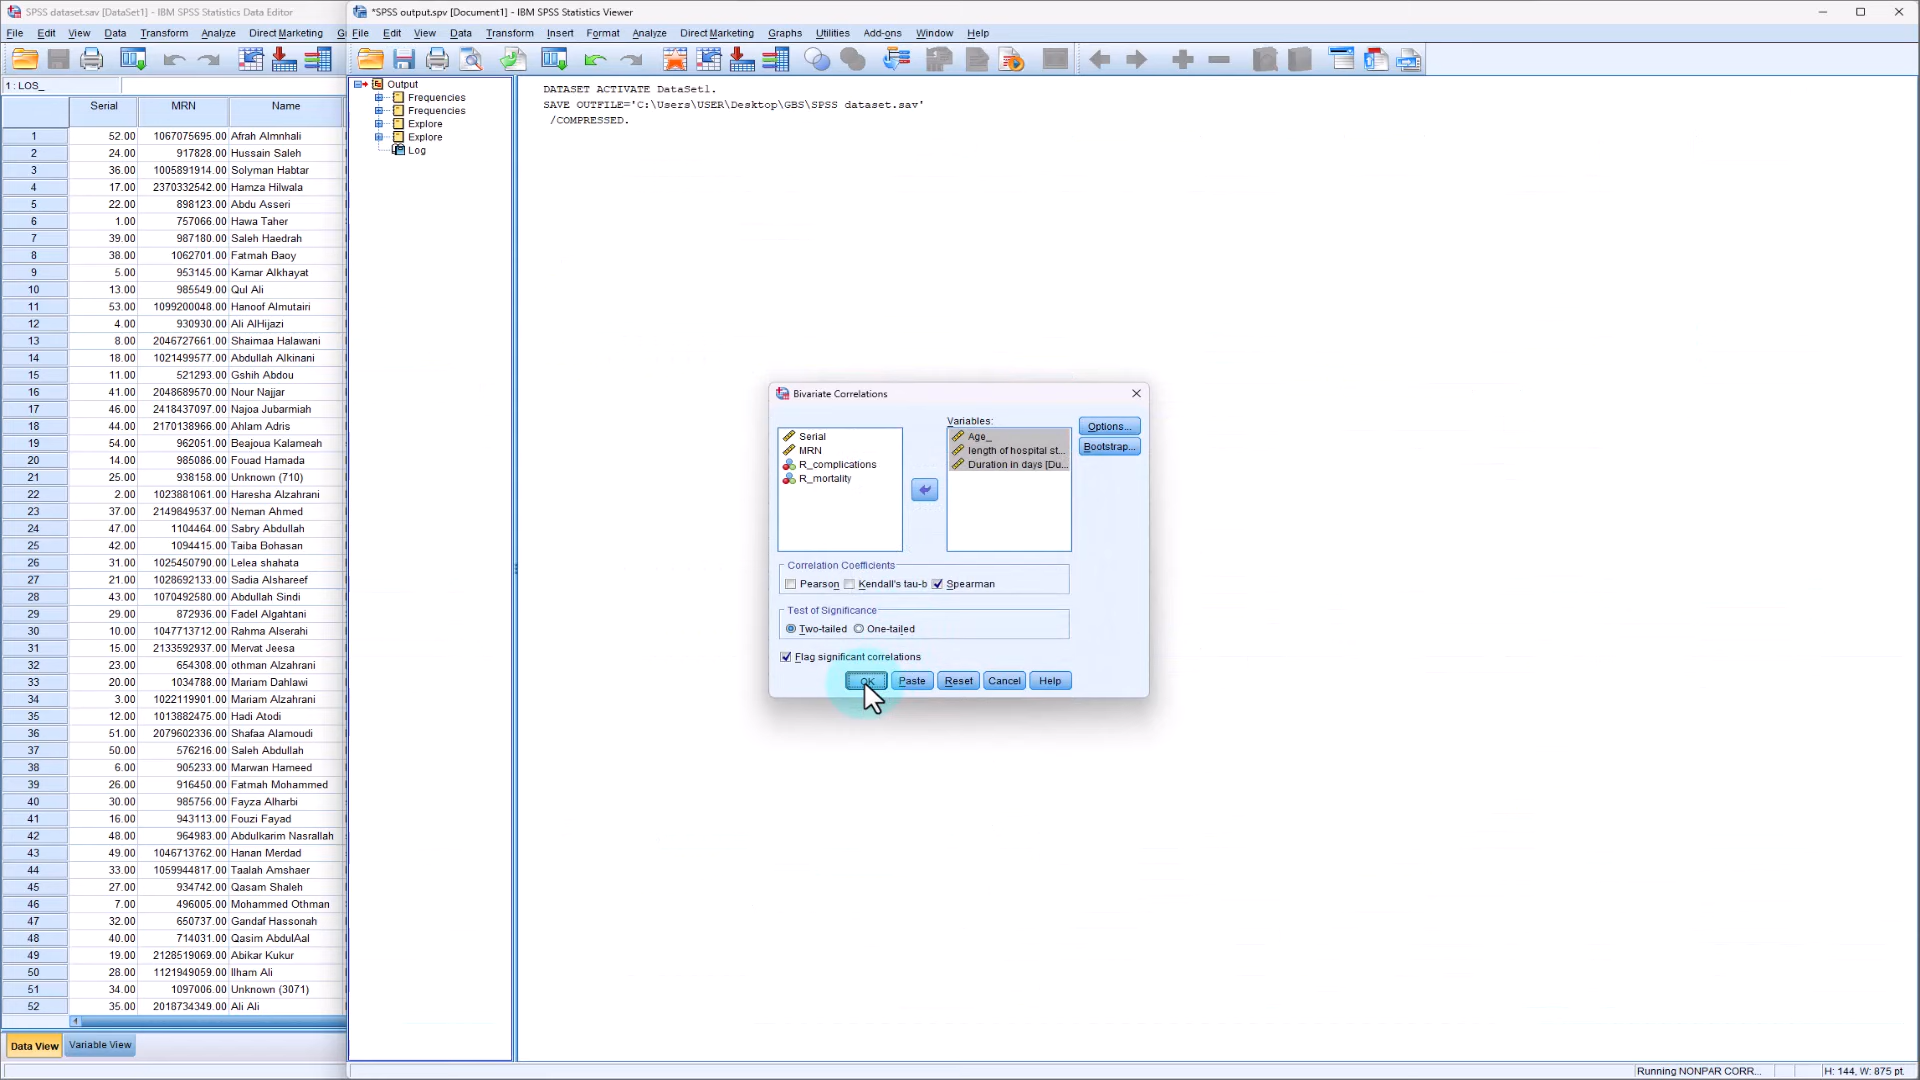 SPSS dataset.sav [DataSet1] - IBM SPSS Statistics Data Editor
File Edit View Data Transform Analyze Direct Marketing
1 : LOS_
Serial MRN Name
1 52.00 1067075695.00 Afrah Almnhali
2 24.00 917828.00 Hussain Saleh
3 36.00 1005891914.00 Solyman Habtar
4 17.00 2370332542.00 Hamza Hilwala
5 22.00 898123.00 Abdu Asseri
6 1.00 757066.00 Hawa Taher
7 39.00 987180.00 Saleh Haedrah
8 38.00 1062701.00 Fatmah Baoy
9 5.00 953145.00 Kamar Alkhayat
10 13.00 985549.00 Qul Ali
11 53.00 1099200048.00 Hanoof Almutairi
12 4.00 930930.00 Ali AlHijazi
13 8.00 2046727661.00 Shaimaa Halawani
14 18.00 1021499577.00 Abdullah Alkinani
15 11.00 521293.00 Gshih Abdou
16 41.00 2048689570.00 Nour Najjar
17 46.00 2418437097.00 Najoa Jubarmiah
18 44.00 2170138966.00 Ahlam Adris
19 54.00 962051.00 Beajoua Kalameah
20 14.00 985086.00 Fouad Hamada
21 25.00 938158.00 Unknown (710)
22 2.00 1023881061.00 Haresha Alzahrani
23 37.00 2149849537.00 Neman Ahmed
24 47.00 1104464.00 Sabry Abdullah
25 42.00 1094415.00 Taiba Bohasan
26 31.00 1025450790.00 Lelea shahata
27 21.00 1028692133.00 Sadia Alshareef
28 43.00 1070492580.00 Abdullah Sindi
29 29.00 872936.00 Fadel Algahtani
30 10.00 1047713712.00 Rahma Alserahi
31 15.00 2133592937.00 Mervat Jeesa
32 23.00 654308.00 othman Alzahrani
33 20.00 1034788.00 Mariam Dahlawi
34 3.00 1022119901.00 Mariam Alzahrani
35 12.00 1013882475.00 Hadi Atodi
36 51.00 2079602336.00 Shafaa Alamoudi
37 50.00 576216.00 Saleh Abdullah
38 6.00 905233.00 Marwan Hameed
39 26.00 916450.00 Fatmah Mohammed
40 30.00 985756.00 Fayza Alharbi
41 16.00 943113.00 Fouzi Fayad
42 48.00 964983.00 Abdulkarim Nasrallah
43 49.00 1046713762.00 Hanan Merdad
44 33.00 1059944817.00 Taalah Amshaer
45 27.00 934742.00 Qasam Shaleh
46 7.00 496005.00 Mohammed Othman
47 32.00 650737.00 Gandaf Hassonah
48 40.00 714031.00 Qasim AbdulAal
49 19.00 2128519069.00 Abikar Kukur
50 28.00 1121949059.00 Ilham Ali
51 34.00 1097006.00 Unknown (3071)
52 35.00 2018734349.00 Ali Ali
Data View Variable View
*SPSS output.spv [Document1] - IBM SPSS Statistics Viewer
File Edit View Data Transform Insert Format Analyze Direct Marketing Graphs Utilities Add-ons Window Help
Output
Frequencies
Frequencies
Explore
Explore
Log
DATASET ACTIVATE DataSet1.
SAVE OUTFILE='C:\Users\USER\Desktop\GBS\SPSS dataset.sav'
/COMPRESSED.
Bivariate Correlations
Variables:
Serial
MRN
R_complications
R_mortality
Age_
length of hospital st...
Duration in days [Du...
Options...
Bootstrap...
Correlation Coefficients
Pearson Kendall's tau-b Spearman
Test of Significance
Two-tailed One-tailed
Flag significant correlations
OK Paste Reset Cancel Help
Running NONPAR CORR... H: 144, W: 875 pt